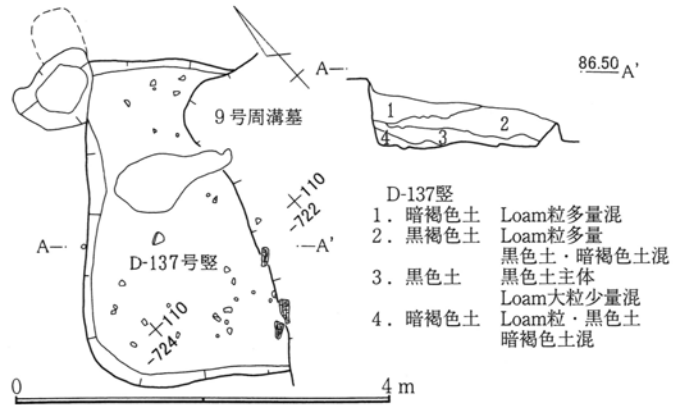 A
86.50 A'
1
2
3
4
9号周溝墓
+110
-722
A
A'
D-137号竪
+110
-724
D-137竪
1．暗褐色土 Loam粒多量混
2．黒褐色土 Loam粒多量
黒色土・暗褐色土混
3．黒色土 黒色土主体
Loam大粒少量混
4．暗褐色土 Loam粒・黒色土
暗褐色土混
0 4 m